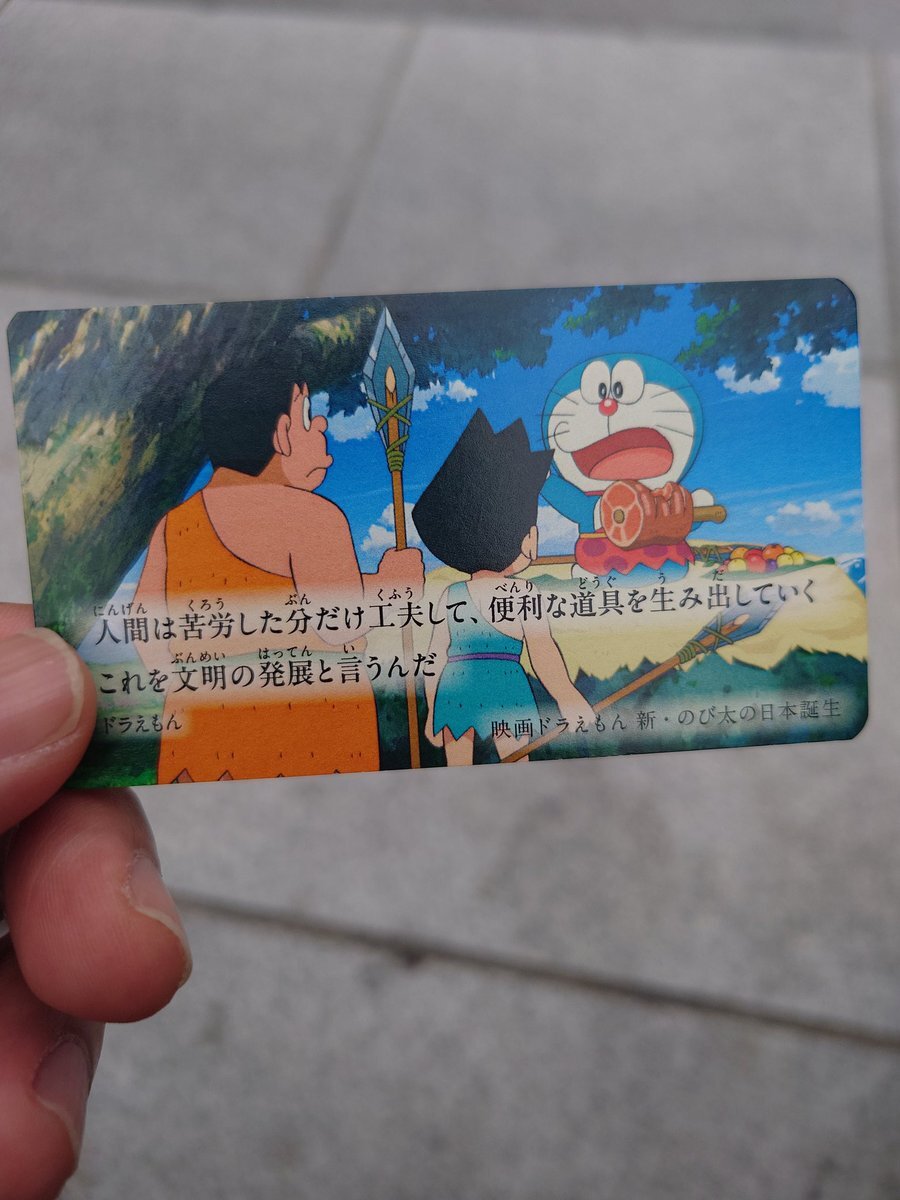 人間は苦労した分だけ工夫して、便利な道具を生み出していく
これを文明の発展と言うんだ
ドラえもん
映画ドラえもん 新・のび太の日本誕生